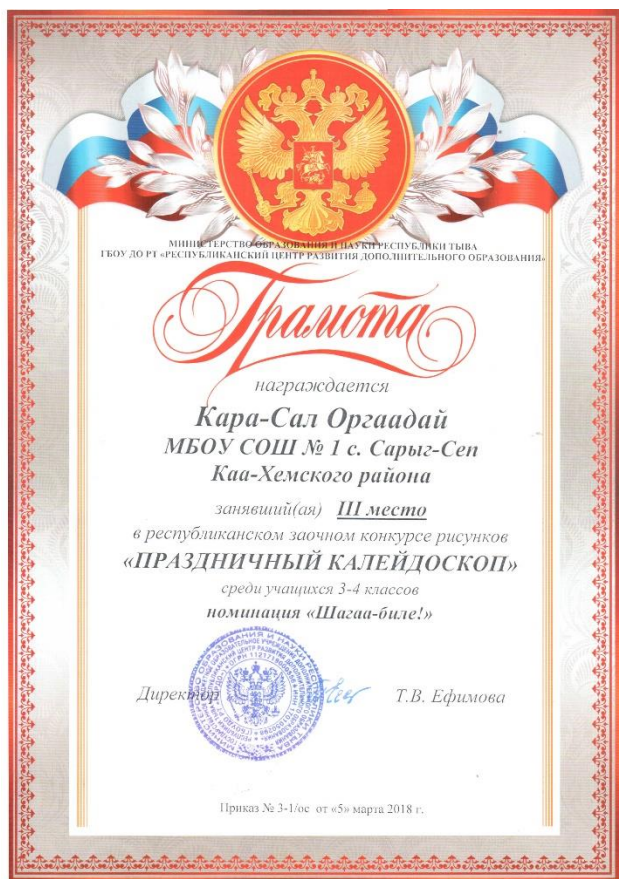 МИНИСТЕРСТВО ОБРАЗОВАНИЯ И НАУКИ РЕСПУБЛИКИ ТЫВА
ГБОУ ДО РТ «РЕСПУБЛИКАНСКИЙ ЦЕНТР РАЗВИТИЯ ДОПОЛНИТЕЛЬНОГО ОБРАЗОВАНИЯ»
Грамота
награждается
Кара-Сал Оргаадай
МБОУ СОШ № 1 с. Сарыг-Сеп
Каа-Хемского района
занявший(ая) III место
в республиканском заочном конкурсе рисунков
«ПРАЗДНИЧНЫЙ КАЛЕЙДОСКОП»
среди учащихся 3-4 классов
номинация «Шагаа-биле!»
Директор Т.В. Ефимова
Приказ № 3-1/ос от «5» марта 2018 г.